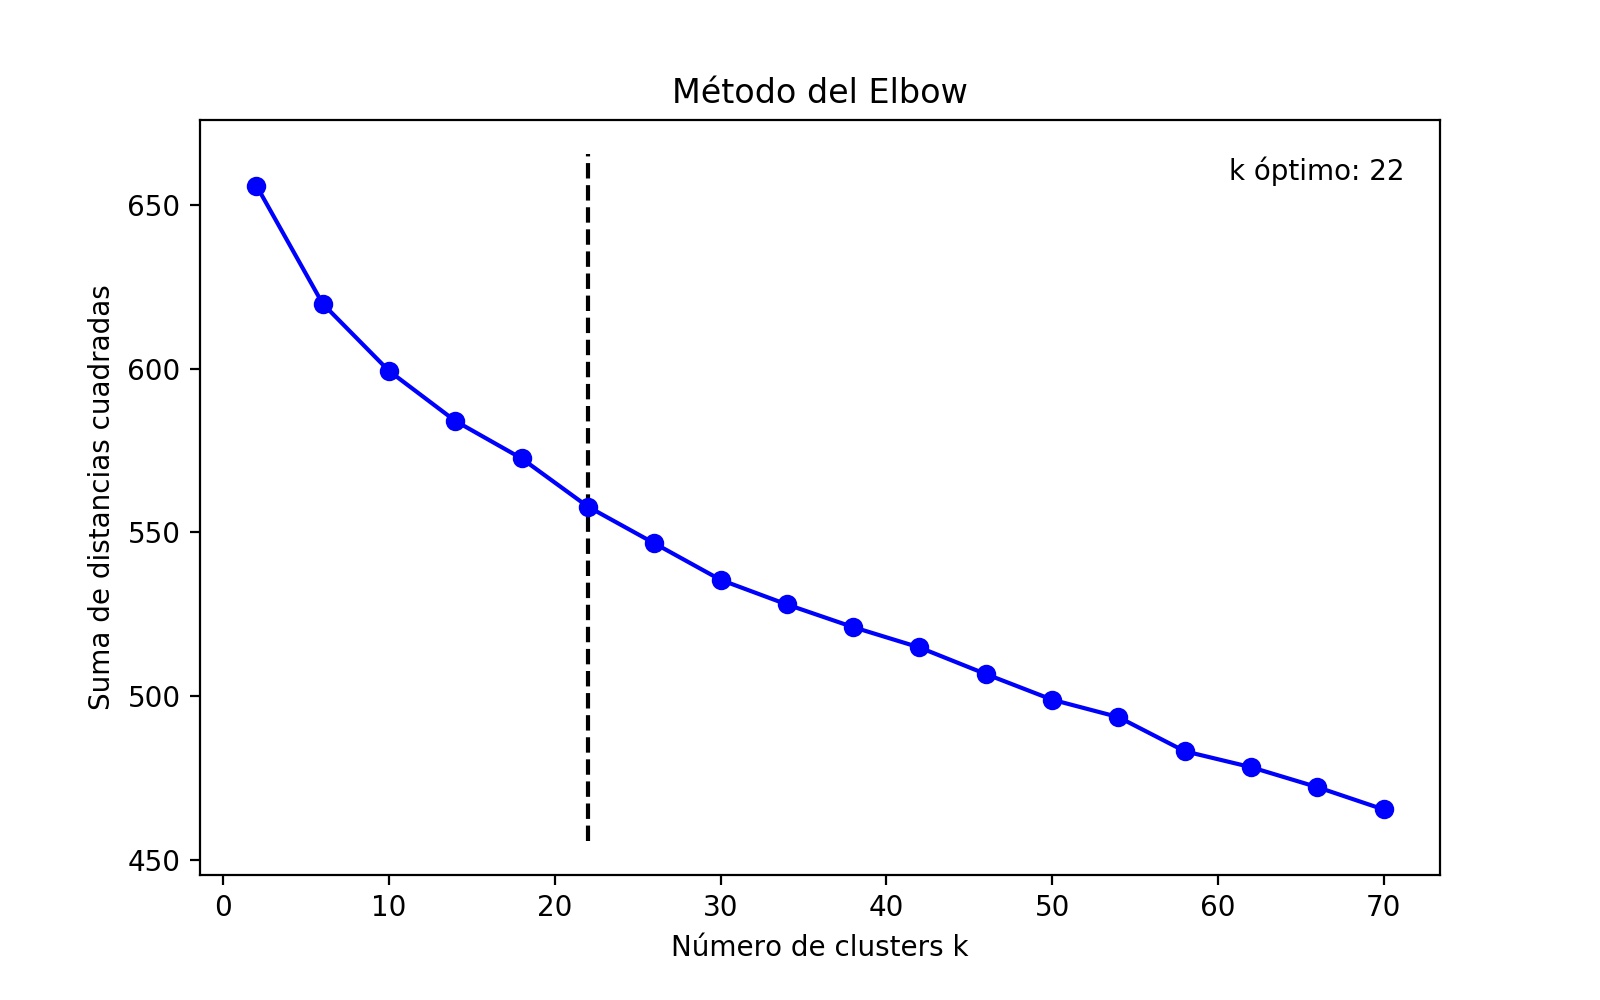 Método del Elbow
k óptimo: 22
Suma de distancias cuadradas
650
600
550
500
450
0 10 20 30 40 50 60 70
Número de clusters k